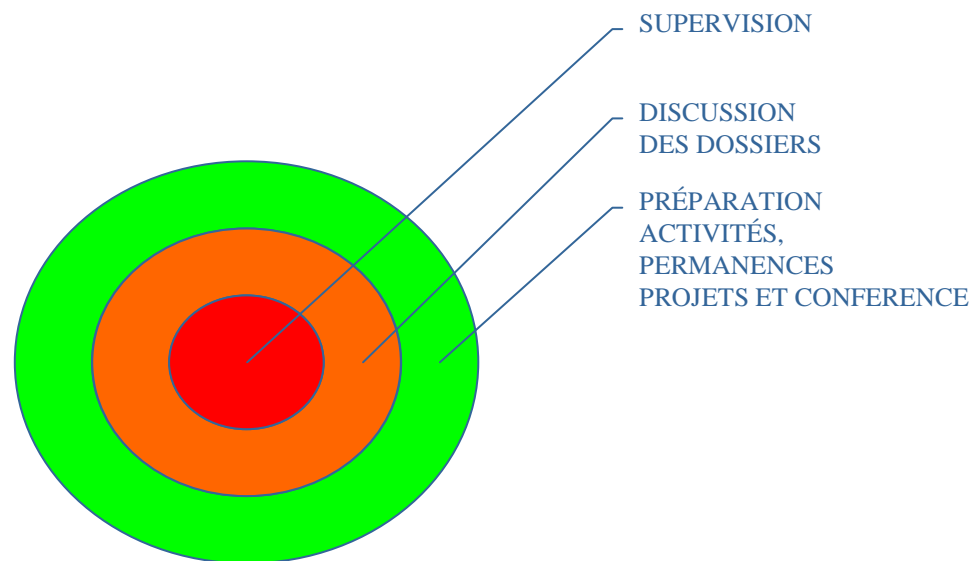 SUPERVISION
DISCUSSION
DES DOSSIERS
PRÉPARATION
ACTIVITÉS,
PERMANENCES
PROJETS ET CONFERENCE